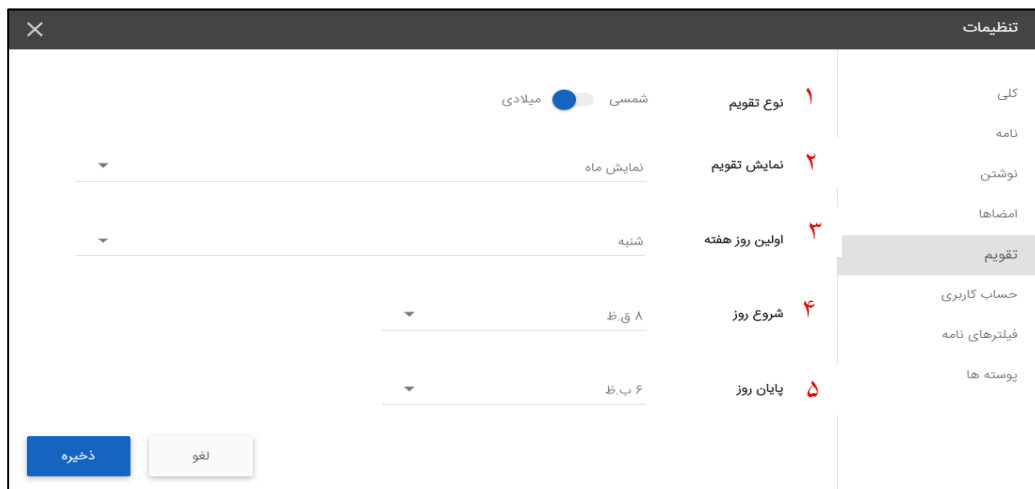 تنظیمات
کلی
نامه
نوشتن
امضاها
تقویم
حساب کاربری
فیلترهای نامه
پوسته ها
۱ نوع تقویم شمسی میلادی
۲ نمایش تقویم نمایش ماه
۳ اولین روز هفته شنبه
۴ شروع روز ۸ ق.ظ
۵ پایان روز ۶ ب.ظ
لغو ذخیره